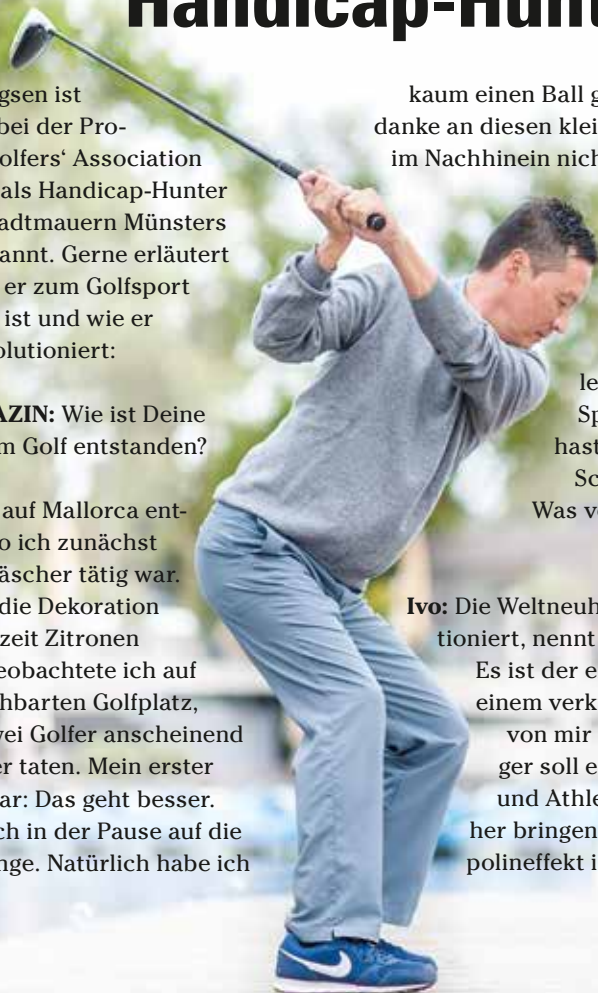 Handicap-Hunt
gsen ist
bei der Pro-
olfers‘ Association
als Handicap-Hunter
adtmauern Münsters
annt. Gerne erläutert
er zum Golfsport
ist und wie er
olutioniert:
AZIN: Wie ist Deine
m Golf entstanden?
auf Mallorca ent-
o ich zunächst
äscher tätig war.
die Dekoration
zeit Zitronen
eobachtete ich auf
chbarten Golfplatz,
wei Golfer anscheinend
er taten. Mein erster
ar: Das geht besser.
ch in der Pause auf die
nge. Natürlich habe ich
kaum einen Ball g
danke an diesen klei
im Nachhinein nich
le
Sp
hast
Sc
Was v
Ivo: Die Weltneuh
tioniert, nennt
Es ist der e
einem verk
von mir
ger soll e
und Athle
her bringen
polineffekt i